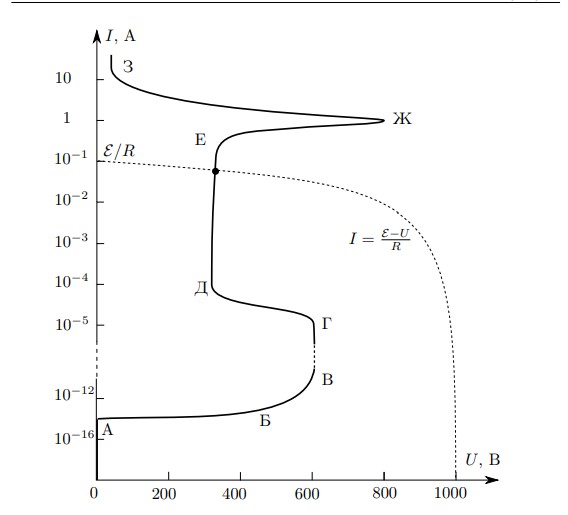 I, А
З
10
1
Ж
Е
10⁻¹
ℰ/R
10⁻²
I = ℰ−U/R
10⁻³
10⁻⁴
Д
10⁻⁵
Г
В
10⁻¹²
Б
А
10⁻¹⁶
U, В
0 200 400 600 800 1000